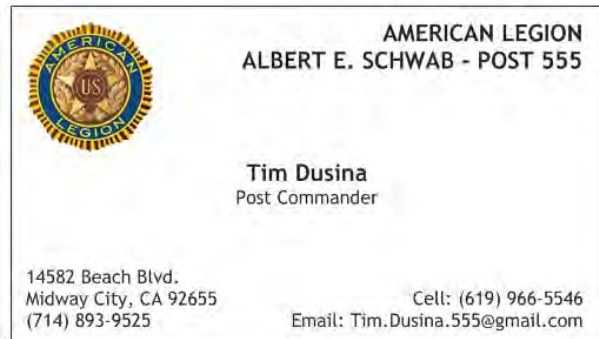 AMERICAN LEGION
ALBERT E. SCHWAB - POST 555
AMERICAN
US
LEGION
Tim Dusina
Post Commander
14582 Beach Blvd.
Midway City, CA 92655
(714) 893-9525
Cell: (619) 966-5546
Email: Tim.Dusina.555@gmail.com